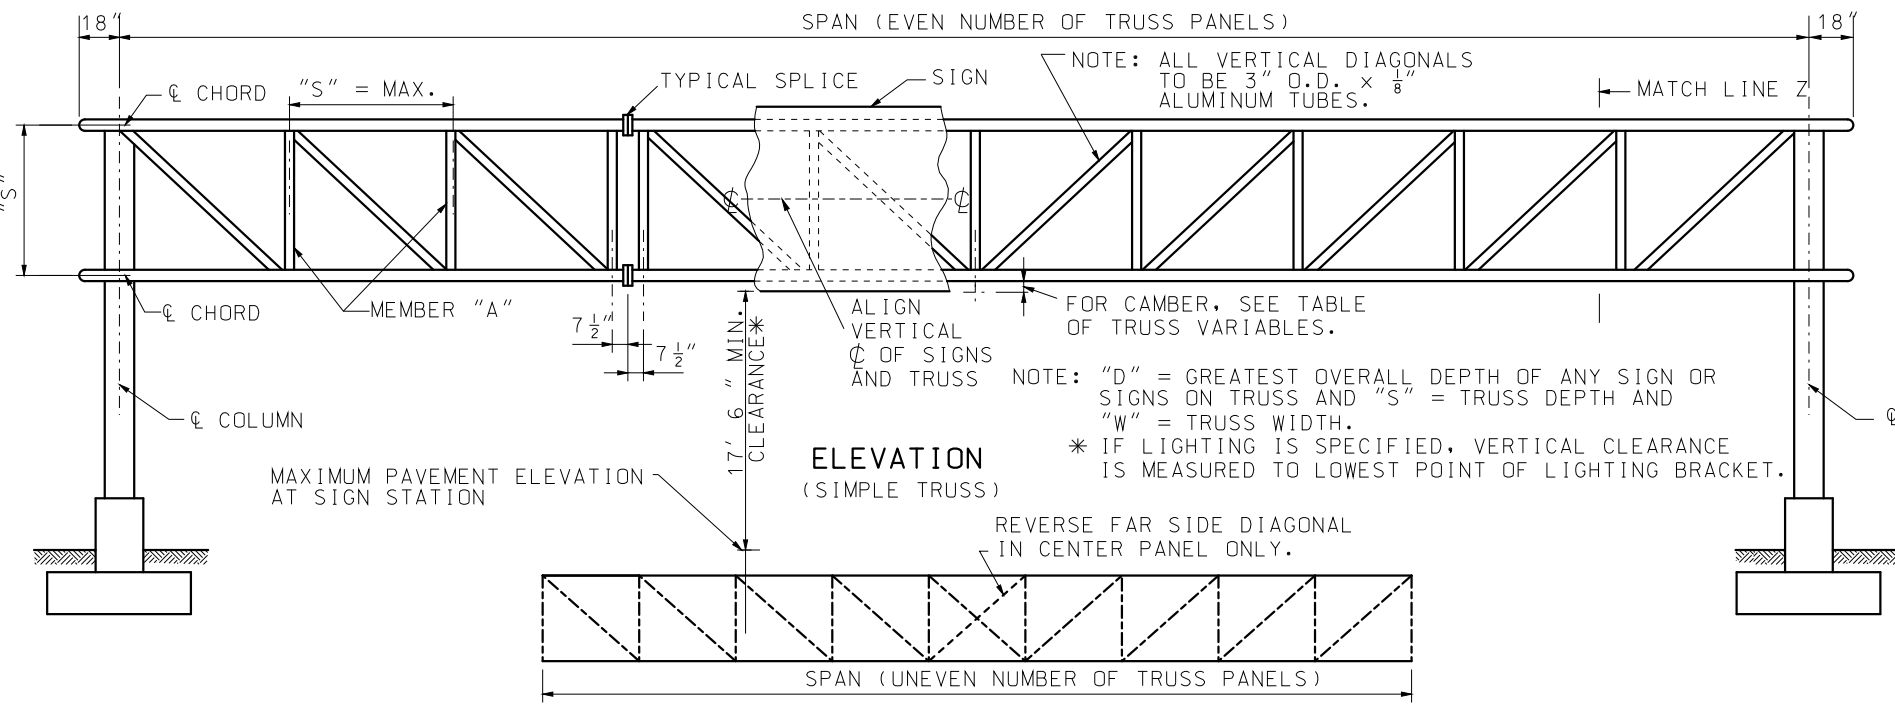 18"
SPAN (EVEN NUMBER OF TRUSS PANELS)
18"
℄ CHORD
"S" = MAX.
TYPICAL SPLICE
SIGN
NOTE: ALL VERTICAL DIAGONALS
TO BE 3" O.D. x 1/8"
ALUMINUM TUBES.
MATCH LINE Z
"S"
℄
℄
℄ CHORD
MEMBER "A"
7 1/2"
7 1/2"
17' 6" MIN.
CLEARANCE*
ALIGN
VERTICAL
℄ OF SIGNS
AND TRUSS
FOR CAMBER, SEE TABLE
OF TRUSS VARIABLES.
NOTE: "D" = GREATEST OVERALL DEPTH OF ANY SIGN OR
SIGNS ON TRUSS AND "S" = TRUSS DEPTH AND
"W" = TRUSS WIDTH.
* IF LIGHTING IS SPECIFIED, VERTICAL CLEARANCE
IS MEASURED TO LOWEST POINT OF LIGHTING BRACKET.
℄ COLUMN
℄
ELEVATION
(SIMPLE TRUSS)
MAXIMUM PAVEMENT ELEVATION
AT SIGN STATION
REVERSE FAR SIDE DIAGONAL
IN CENTER PANEL ONLY.
SPAN (UNEVEN NUMBER OF TRUSS PANELS)